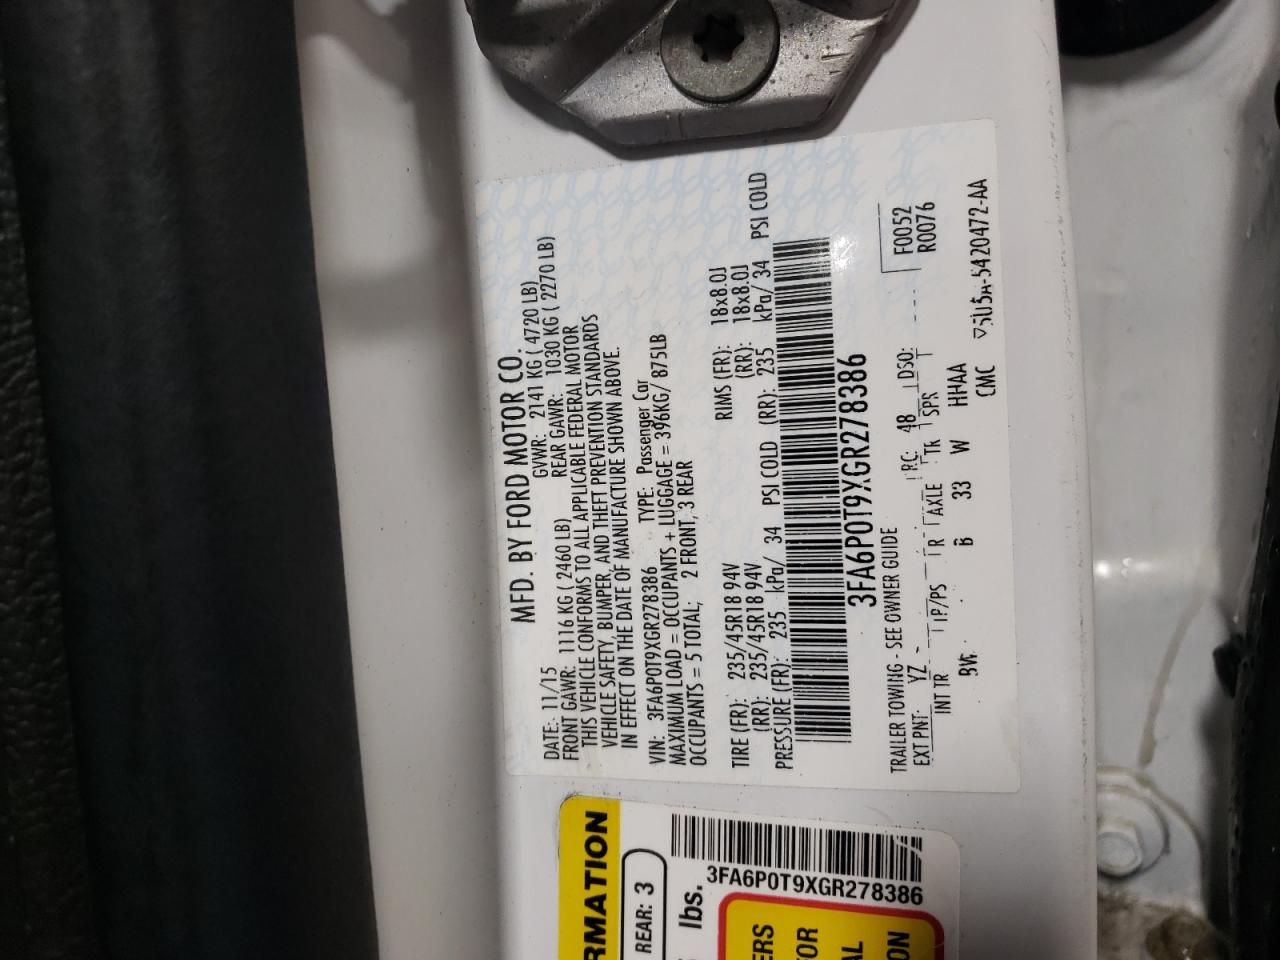 MFD. BY FORD MOTOR CO.
DATE: 11/15 GVWR: 2141 KG ( 4720 LB)
FRONT GAWR: 1116 KG ( 2460 LB) REAR GAWR: 1030 KG ( 2270 LB)
THIS VEHICLE CONFORMS TO ALL APPLICABLE FEDERAL MOTOR
VEHICLE SAFETY, BUMPER, AND THEFT PREVENTION STANDARDS
IN EFFECT ON THE DATE OF MANUFACTURE SHOWN ABOVE.
VIN: 3FA6P0T9XGR278386 TYPE: Passenger Car
MAXIMUM LOAD = OCCUPANTS + LUGGAGE = 396KG/ 875LB
OCCUPANTS = 5 TOTAL; 2 FRONT, 3 REAR
TIRE (FR): 235/45R18 94V RIMS (FR): 18x8.0J
(RR): 235/45R18 94V (RR): 18x8.0J
PRESSURE (FR): 235 kPa/ 34 PSI COLD (RR): 235 kPa/ 34 PSI COLD
3FA6P0T9XGR278386
TRAILER TOWING - SEE OWNER GUIDE
F0052
EXT PNT: YZ RC: 48 DSO: R0076
INT TR TP/PS R AXLE TR SPR
BW B 33 W HHAA
CMC 5U5A-5420472-AA
RMATION
REAR: 3
lbs.
3FA6P0T9XGR278386
ERS
FOR
AL
ON